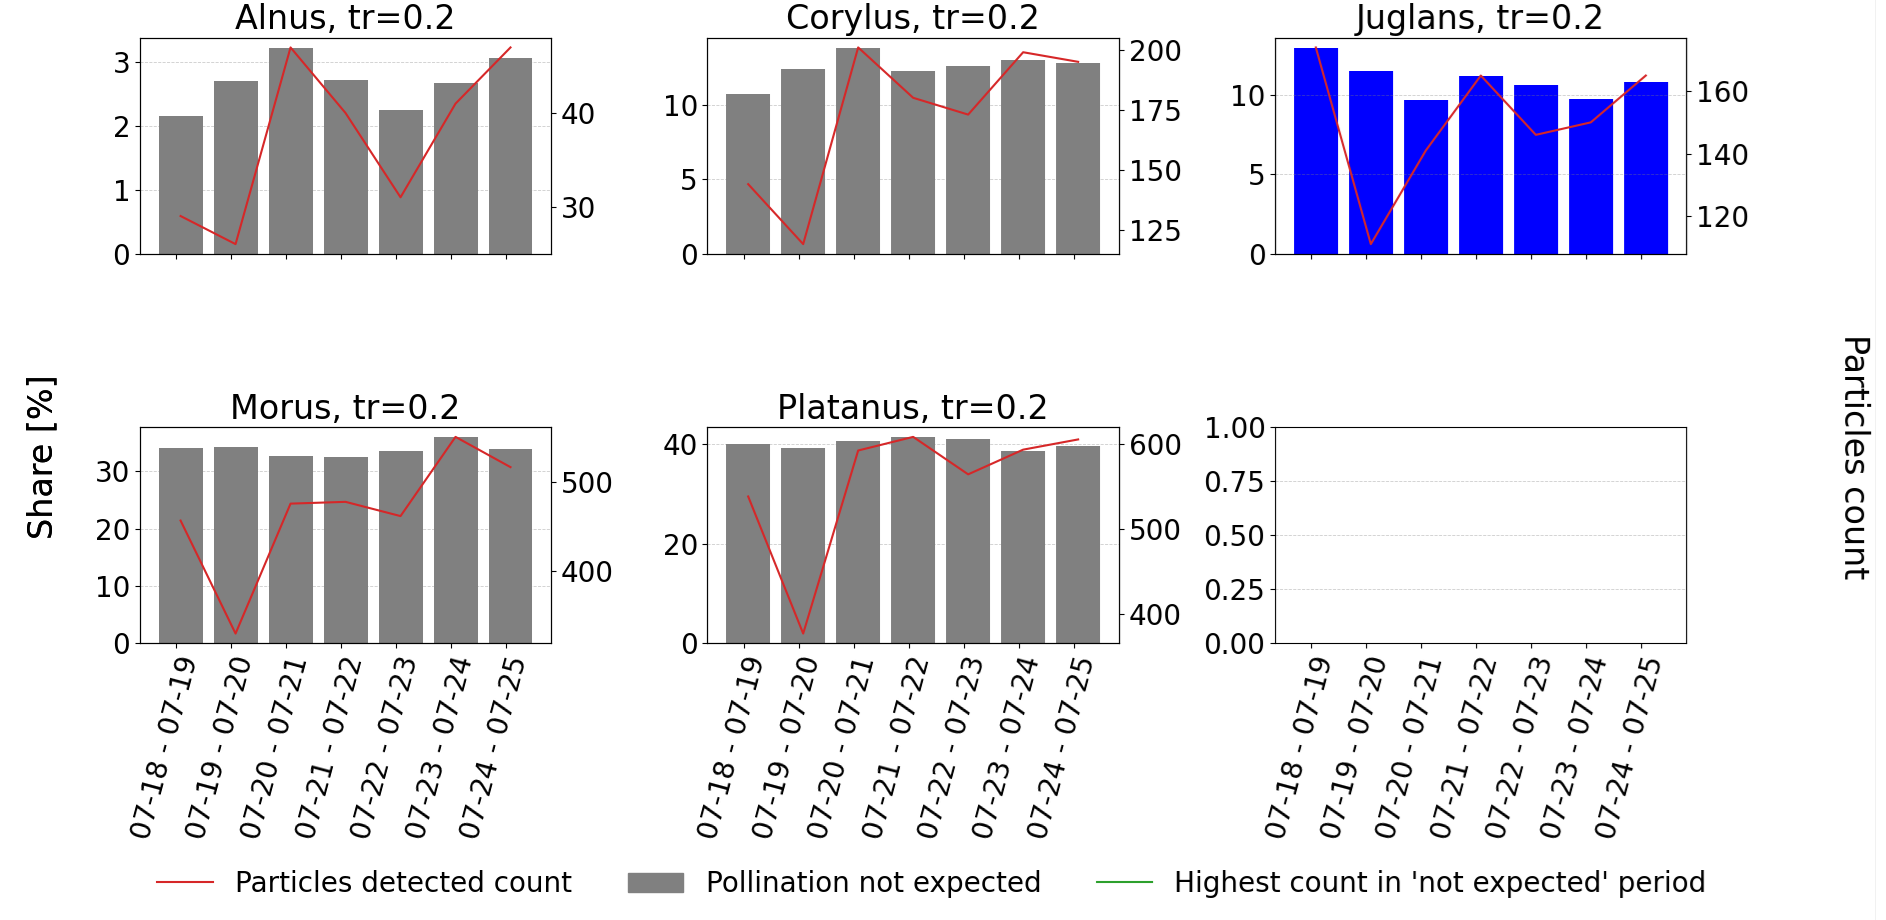 Alnus, tr=0.2
Corylus, tr=0.2
Juglans, tr=0.2
3
2
1
0
40
30
10
5
0
200
175
150
125
10
5
0
160
140
120
Share [%]
Particles count
Morus, tr=0.2
Platanus, tr=0.2
30
20
10
0
500
400
40
20
0
600
500
400
1.00
0.75
0.50
0.25
0.00
07-18 - 07-19
07-19 - 07-20
07-20 - 07-21
07-21 - 07-22
07-22 - 07-23
07-23 - 07-24
07-24 - 07-25
07-18 - 07-19
07-19 - 07-20
07-20 - 07-21
07-21 - 07-22
07-22 - 07-23
07-23 - 07-24
07-24 - 07-25
07-18 - 07-19
07-19 - 07-20
07-20 - 07-21
07-21 - 07-22
07-22 - 07-23
07-23 - 07-24
07-24 - 07-25
Particles detected count
Pollination not expected
Highest count in 'not expected' period